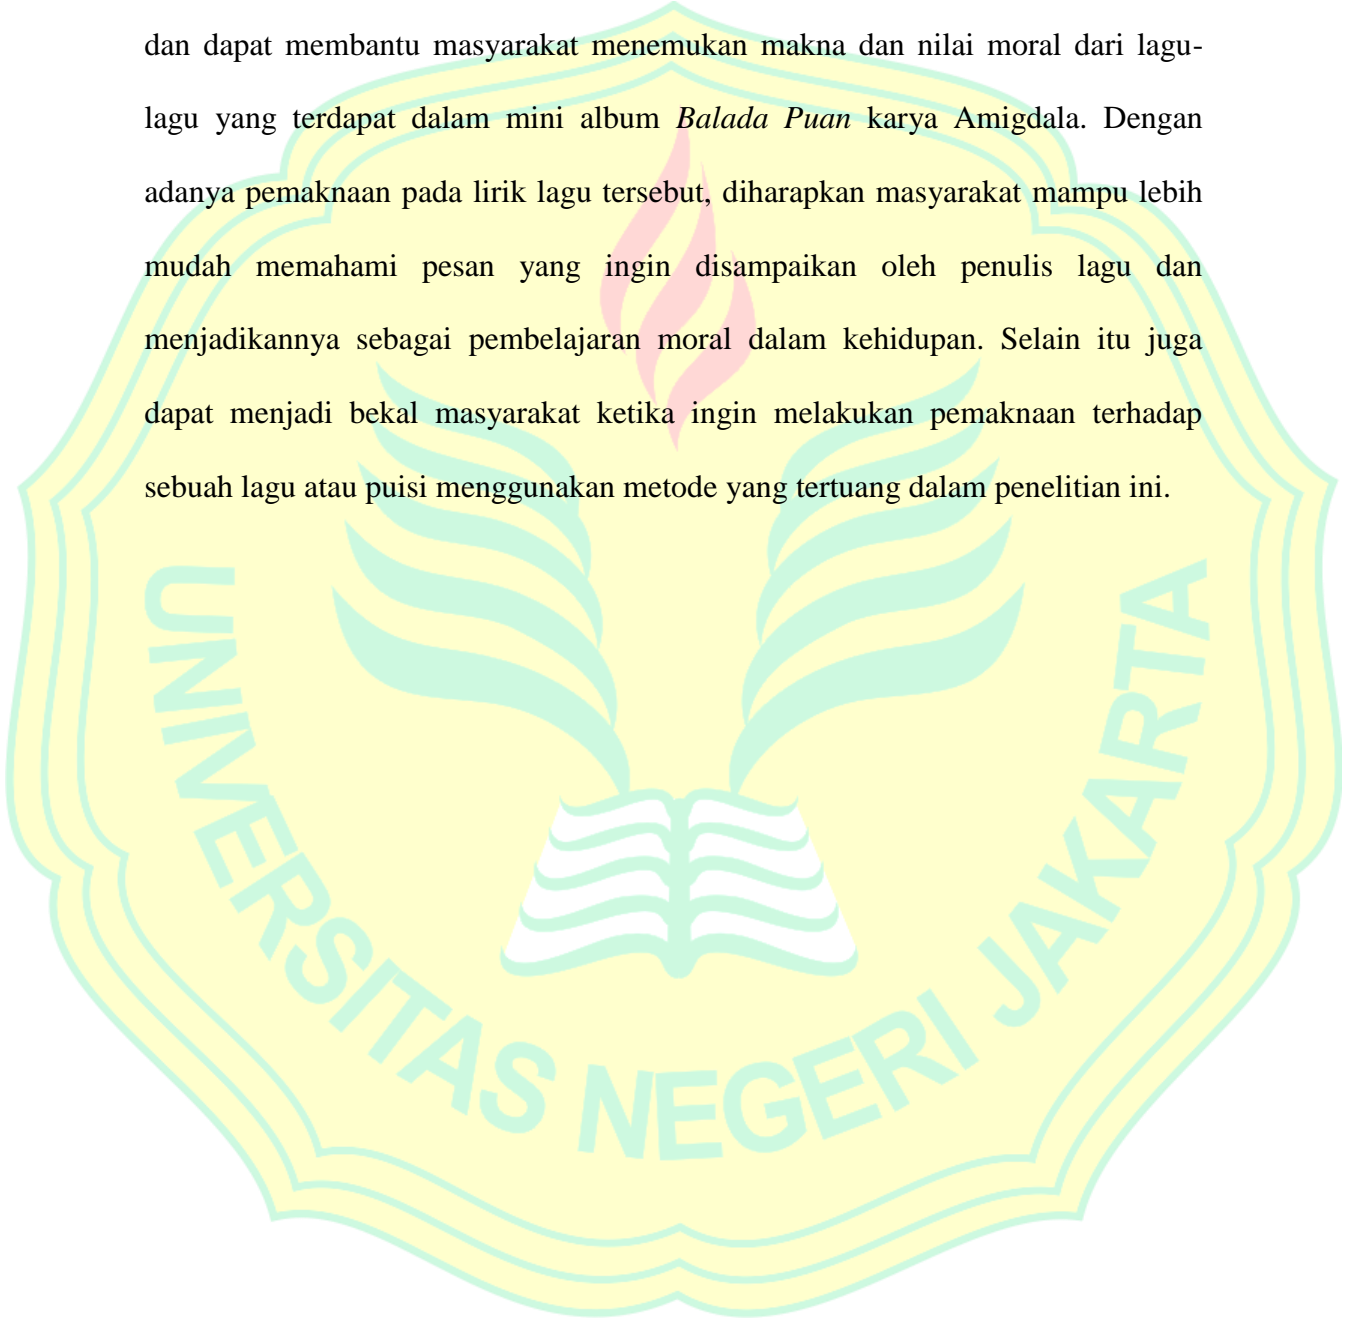 dan dapat membantu masyarakat menemukan makna dan nilai moral dari lagu-
lagu yang terdapat dalam mini album Balada Puan karya Amigdala. Dengan
adanya pemaknaan pada lirik lagu tersebut, diharapkan masyarakat mampu lebih
mudah memahami pesan yang ingin disampaikan oleh penulis lagu dan
menjadikannya sebagai pembelajaran moral dalam kehidupan. Selain itu juga
dapat menjadi bekal masyarakat ketika ingin melakukan pemaknaan terhadap
sebuah lagu atau puisi menggunakan metode yang tertuang dalam penelitian ini.
UNIVERSITAS NEGERI JAKARTA